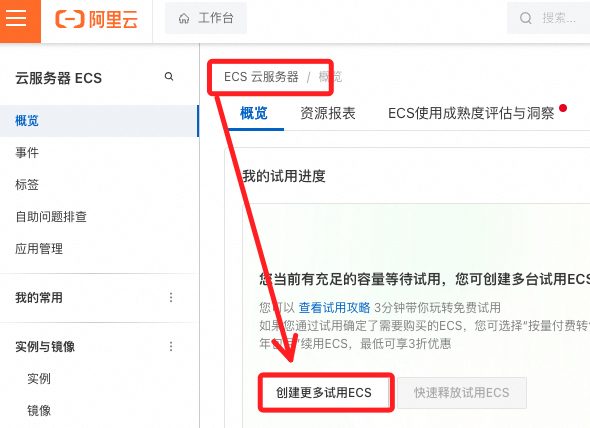 阿里云
工作台
搜索...
云服务器 ECS
ECS 云服务器 / 概览
概览
资源报表
ECS使用成熟度评估与洞察
概览
事件
标签
自助问题排查
应用管理
我的常用
实例与镜像
实例
镜像
我的试用进度
您当前有充足的容量等待试用，您可创建多台试用ECS
您可以 查看试用攻略 3分钟带你玩转免费试用
如果您通过试用确定了需要购买的ECS，您可选择“按量付费转
年包月”续用ECS，最低可享3折优惠
创建更多试用ECS
快速释放试用ECS